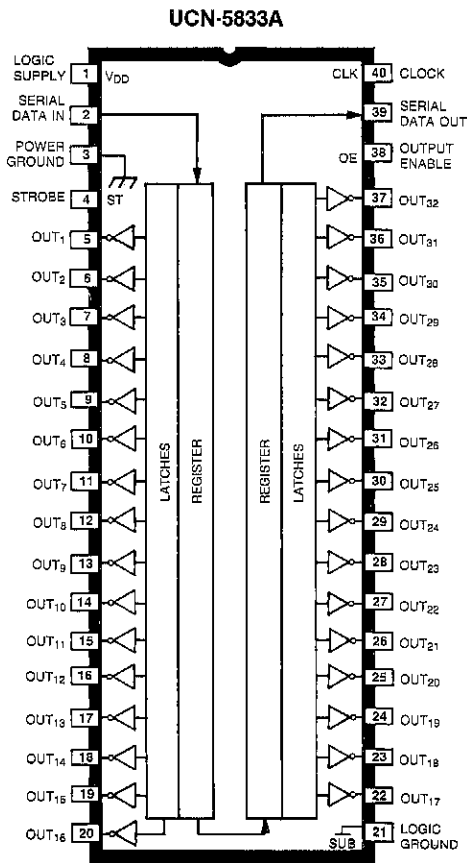 UCN-5833A
LOGIC SUPPLY 1 V_DD CLK 40 CLOCK
SERIAL DATA IN 2 39 SERIAL DATA OUT
POWER GROUND 3 OE 38 OUTPUT ENABLE
STROBE 4 ST 37 OUT32
OUT1 5 36 OUT31
OUT2 6 35 OUT30
OUT3 7 34 OUT29
OUT4 8 33 OUT28
OUT5 9 32 OUT27
OUT6 10 31 OUT26
OUT7 11 30 OUT25
OUT8 12 29 OUT24
OUT9 13 28 OUT23
OUT10 14 27 OUT22
OUT11 15 26 OUT21
OUT12 16 25 OUT20
OUT13 17 24 OUT19
OUT14 18 23 OUT18
OUT15 19 22 OUT17
OUT16 20 SUB 21 LOGIC GROUND
LATCHES
REGISTER
REGISTER
LATCHES